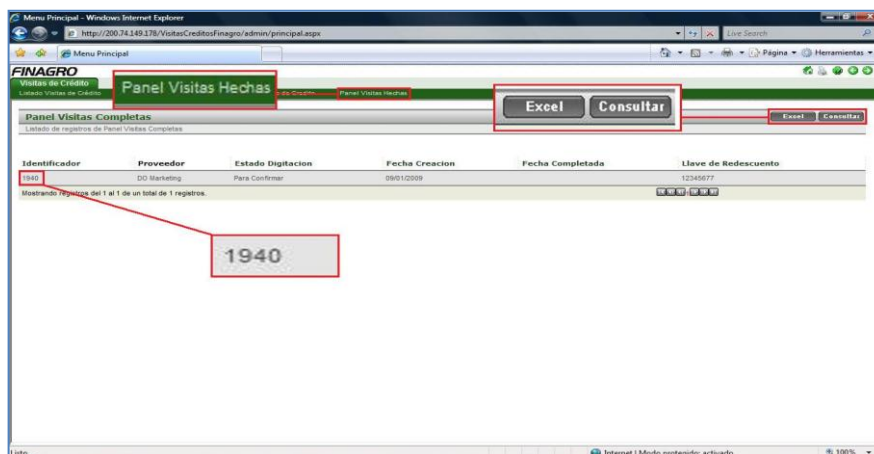 Menu Principal - Windows Internet Explorer
http://200.74.149.178/VisitasCreditosFinagro/admin/principal.aspx
Live Search
Menu Principal
Página
Herramientas
FINAGRO
Visitas de Crédito
Listado Visitas de Crédito
de Credito
Panel Visitas Hechas
Panel Visitas Hechas
Excel Consultar
Panel Visitas Completas
Excel Consultar
Listado de registros de Panel Visitas Completas
Identificador Proveedor Estado Digitacion Fecha Creacion Fecha Completada Llave de Redescuento
1940 DO Marketing Para Confirmar 09/01/2009 12345677
Mostrando registros del 1 al 1 de un total de 1 registros.
1940
Listo
Internet | Modo protegido: activado
100%